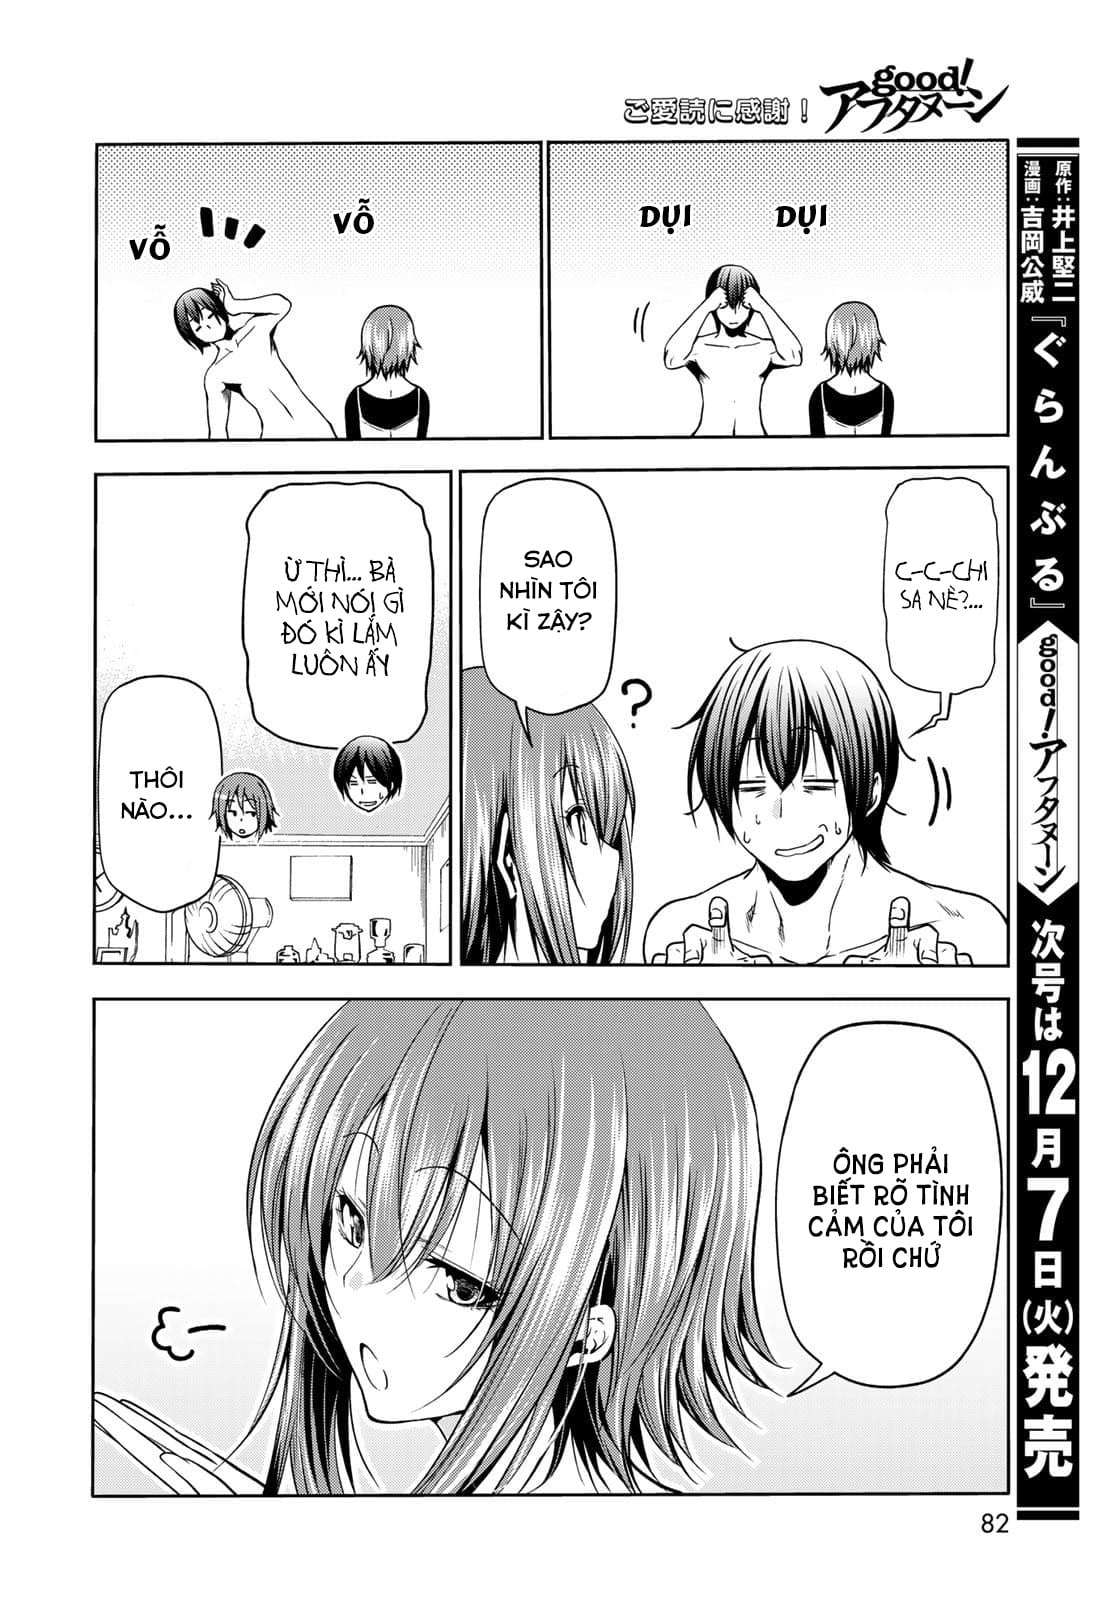 ご愛読に感謝！
good!
アフタヌーン
DỤI
DỤI
VỖ
VỖ
C-C-CHI
SA NÈ?...
SAO
NHÌN TÔI
KÌ ZẬY?
?
Ừ THÌ... BÀ
MỚI NÓI GÌ
ĐÓ KÌ LẮM
LUÔN ẤY
THÔI
NÀO...
ÔNG PHẢI
BIẾT RÕ TÌNH
CẢM CỦA TÔI
RỒI CHỨ
原作：井上堅二
漫画：吉岡公威
『ぐらんぶる』
good!アフタヌーン
次号は12月7日(火)発売
82